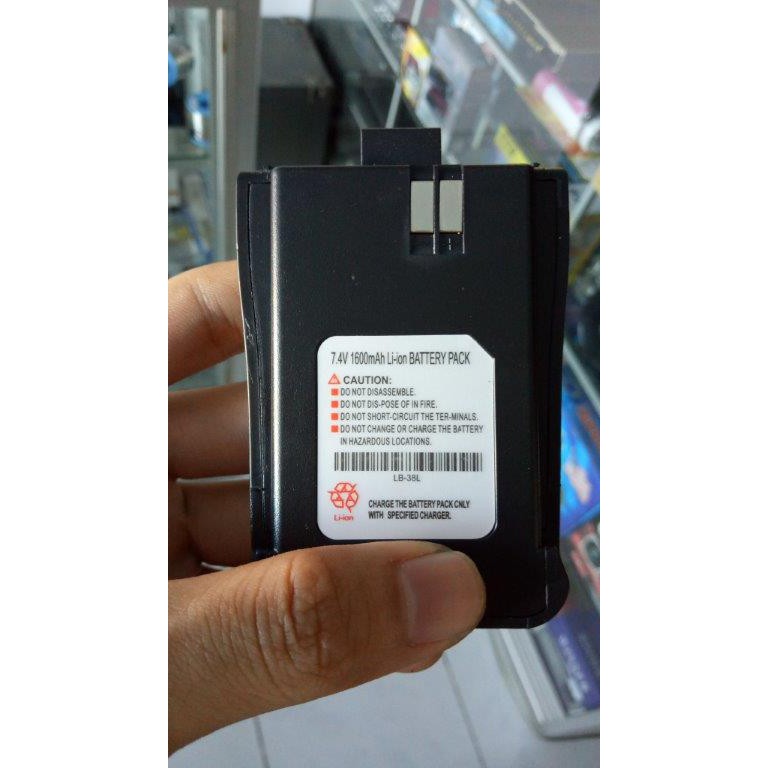 7.4V 1600mAh Li-ion BATTERY PACK
CAUTION:
DO NOT DISASSEMBLE.
DO NOT DIS-POSE OF IN FIRE.
DO NOT SHORT-CIRCUIT THE TER-MINALS.
DO NOT CHANGE OR CHARGE THE BATTERY
IN HAZARDOUS LOCATIONS.
LB-38L
Li-ion
CHARGE THE BATTERY PACK ONLY
WITH SPECIFIED CHARGER.